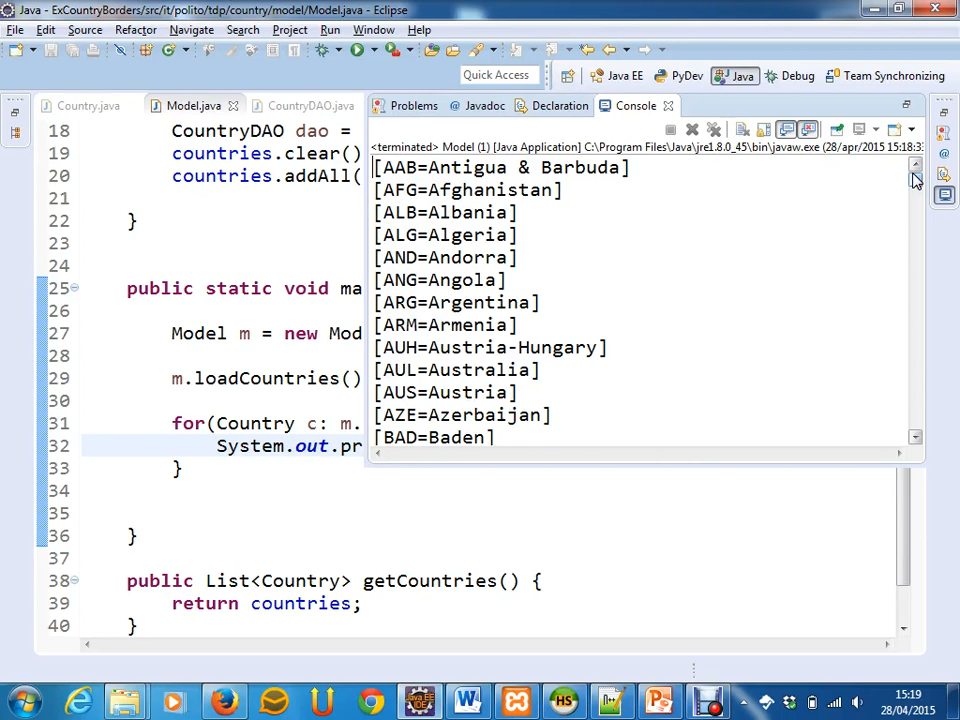 Java - ExCountryBorders/src/it/polito/tdp/country/model/Model.java - Eclipse
File Edit Source Refactor Navigate Search Project Run Window Help
Quick Access
Java EE
PyDev
Java
Debug
Team Synchronizing
Country.java
Model.java
CountryDAO.java
Problems
@ Javadoc
Declaration
Console
<terminated> Model (1) [Java Application] C:\Program Files\Java\jre1.8.0_45\bin\javaw.exe (28/apr/2015 15:18:3
[AAB=Antigua & Barbuda]
[AFG=Afghanistan]
[ALB=Albania]
[ALG=Algeria]
[AND=Andorra]
[ANG=Angola]
[ARG=Argentina]
[ARM=Armenia]
[AUH=Austria-Hungary]
[AUL=Australia]
[AUS=Austria]
[AZE=Azerbaijan]
[BAD=Baden]
18 CountryDAO dao =
19 countries.clear()
20 countries.addAll(
21
22 }
23
24
25 public static void ma
26
27 Model m = new Mod
28
29 m.loadCountries()
30
31 for(Country c: m.
32 System.out.pr
33 }
34
35
36 }
37
38 public List<Country> getCountries() {
39 return countries;
40 }
15:19
28/04/2015